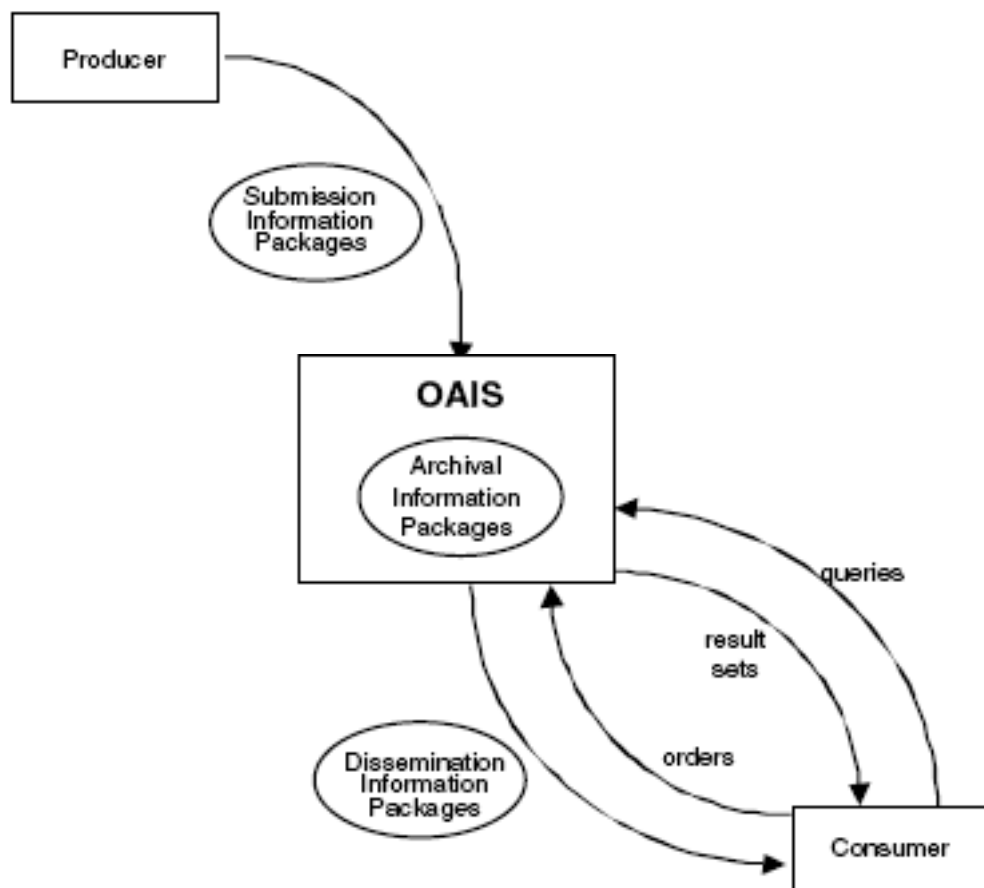 Producer
Submission
Information
Packages
OAIS
Archival
Information
Packages
queries
result
sets
orders
Dissemination
Information
Packages
Consumer